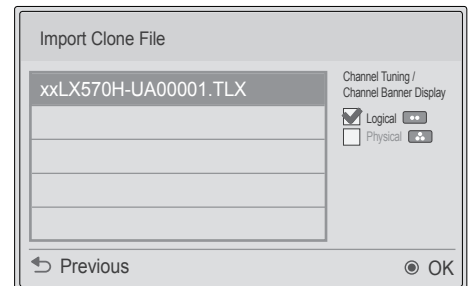 Import Clone File
xxLX570H-UA00001.TLX
Channel Tuning /
Channel Banner Display
Logical
Physical
Previous
OK